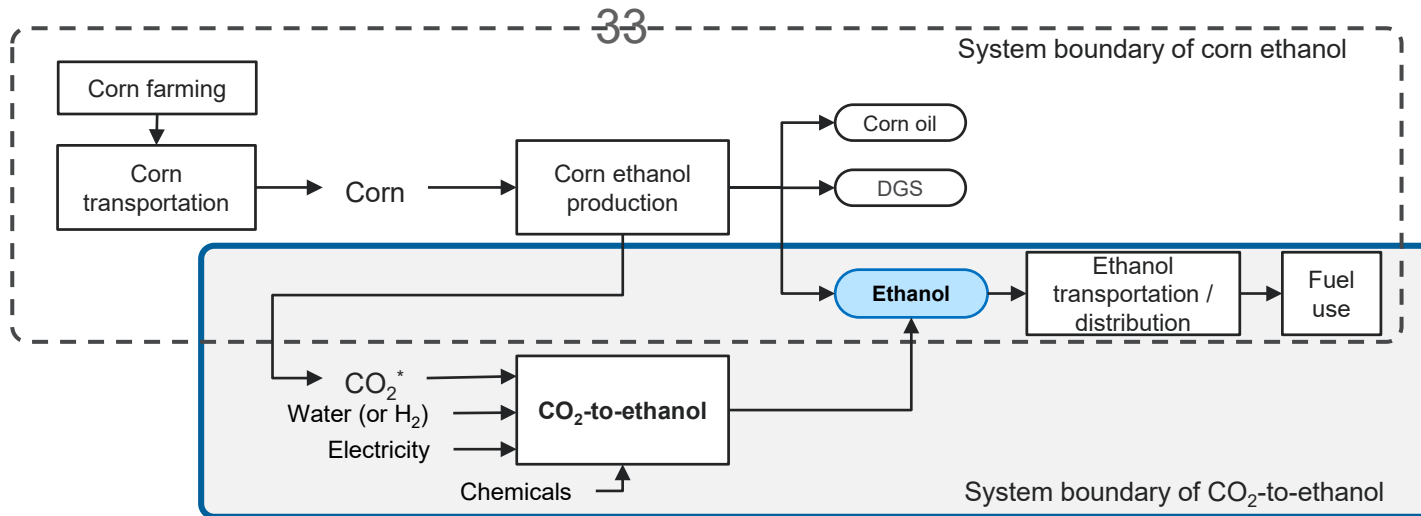 33
System boundary of corn ethanol
Corn farming
Corn
transportation
Corn
Corn ethanol
production
Corn oil
DGS
Ethanol
Ethanol
transportation /
distribution
Fuel
use
CO₂*
Water (or H₂)
Electricity
Chemicals
CO₂-to-ethanol
System boundary of CO₂-to-ethanol